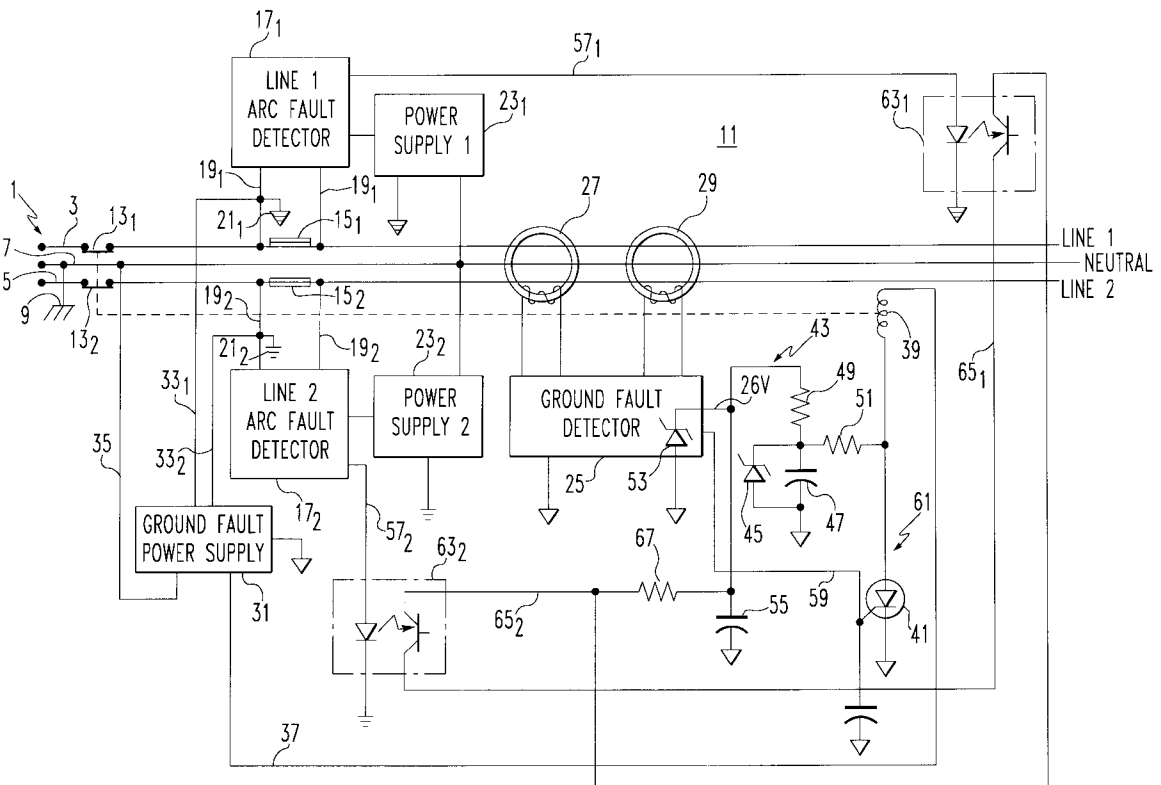 17₁
57₁
LINE 1
ARC FAULT
DETECTOR
POWER
SUPPLY 1
23₁
63₁
11
19₁
19₁
27
29
1
3
13₁
21₁
15₁
LINE 1
7
NEUTRAL
5
LINE 2
9
13₂
19₂
15₂
39
21₂
19₂
23₂
43
65₁
33₁
26V
49
LINE 2
ARC FAULT
DETECTOR
POWER
SUPPLY 2
GROUND FAULT
DETECTOR
51
35
33₂
53
25
45
47
61
17₂
57₂
GROUND FAULT
POWER SUPPLY
63₂
67
59
31
65₂
55
41
37